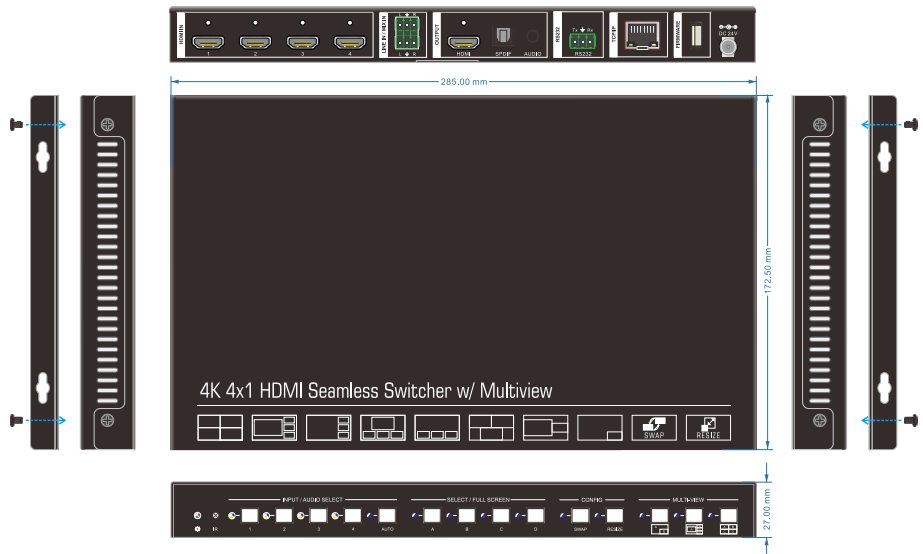 HDMI IN
1 2 3 4
LINE IN / MIX IN
L R
L R
OUTPUT
HDMI SPDIF AUDIO
RS232
Tx Rx
RS232
TCP/IP
FIRMWARE
DC 24V
285.00 mm
172.50 mm
4K 4x1 HDMI Seamless Switcher w/ Multiview
SWAP RESIZE
INPUT / AUDIO SELECT SELECT / FULL SCREEN CONFIG MULTI-VIEW
IR 1 2 3 4 AUTO A B C D SWAP RESIZE
27.00 mm